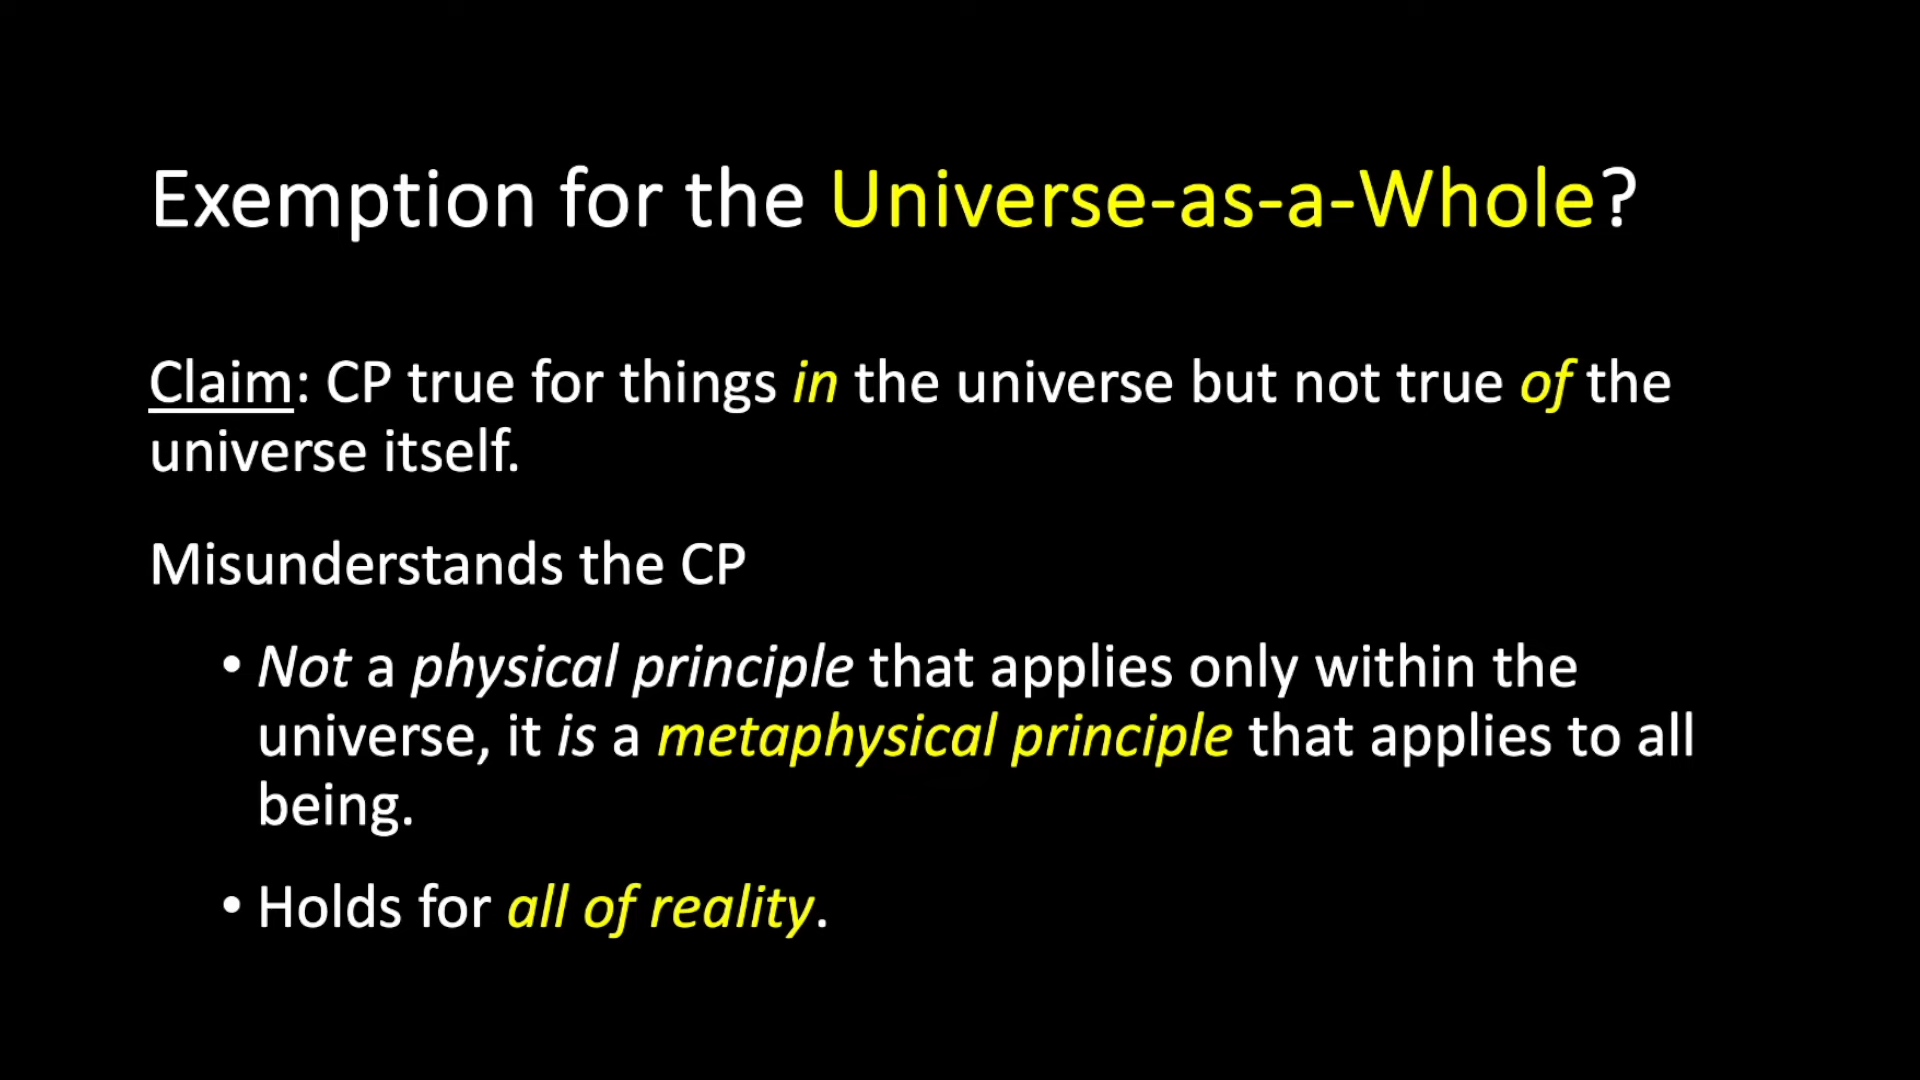 Exemption for the Universe-as-a-Whole?
Claim: CP true for things in the universe but not true of the
universe itself.
Misunderstands the CP
• Not a physical principle that applies only within the
universe, it is a metaphysical principle that applies to all
being.
• Holds for all of reality.